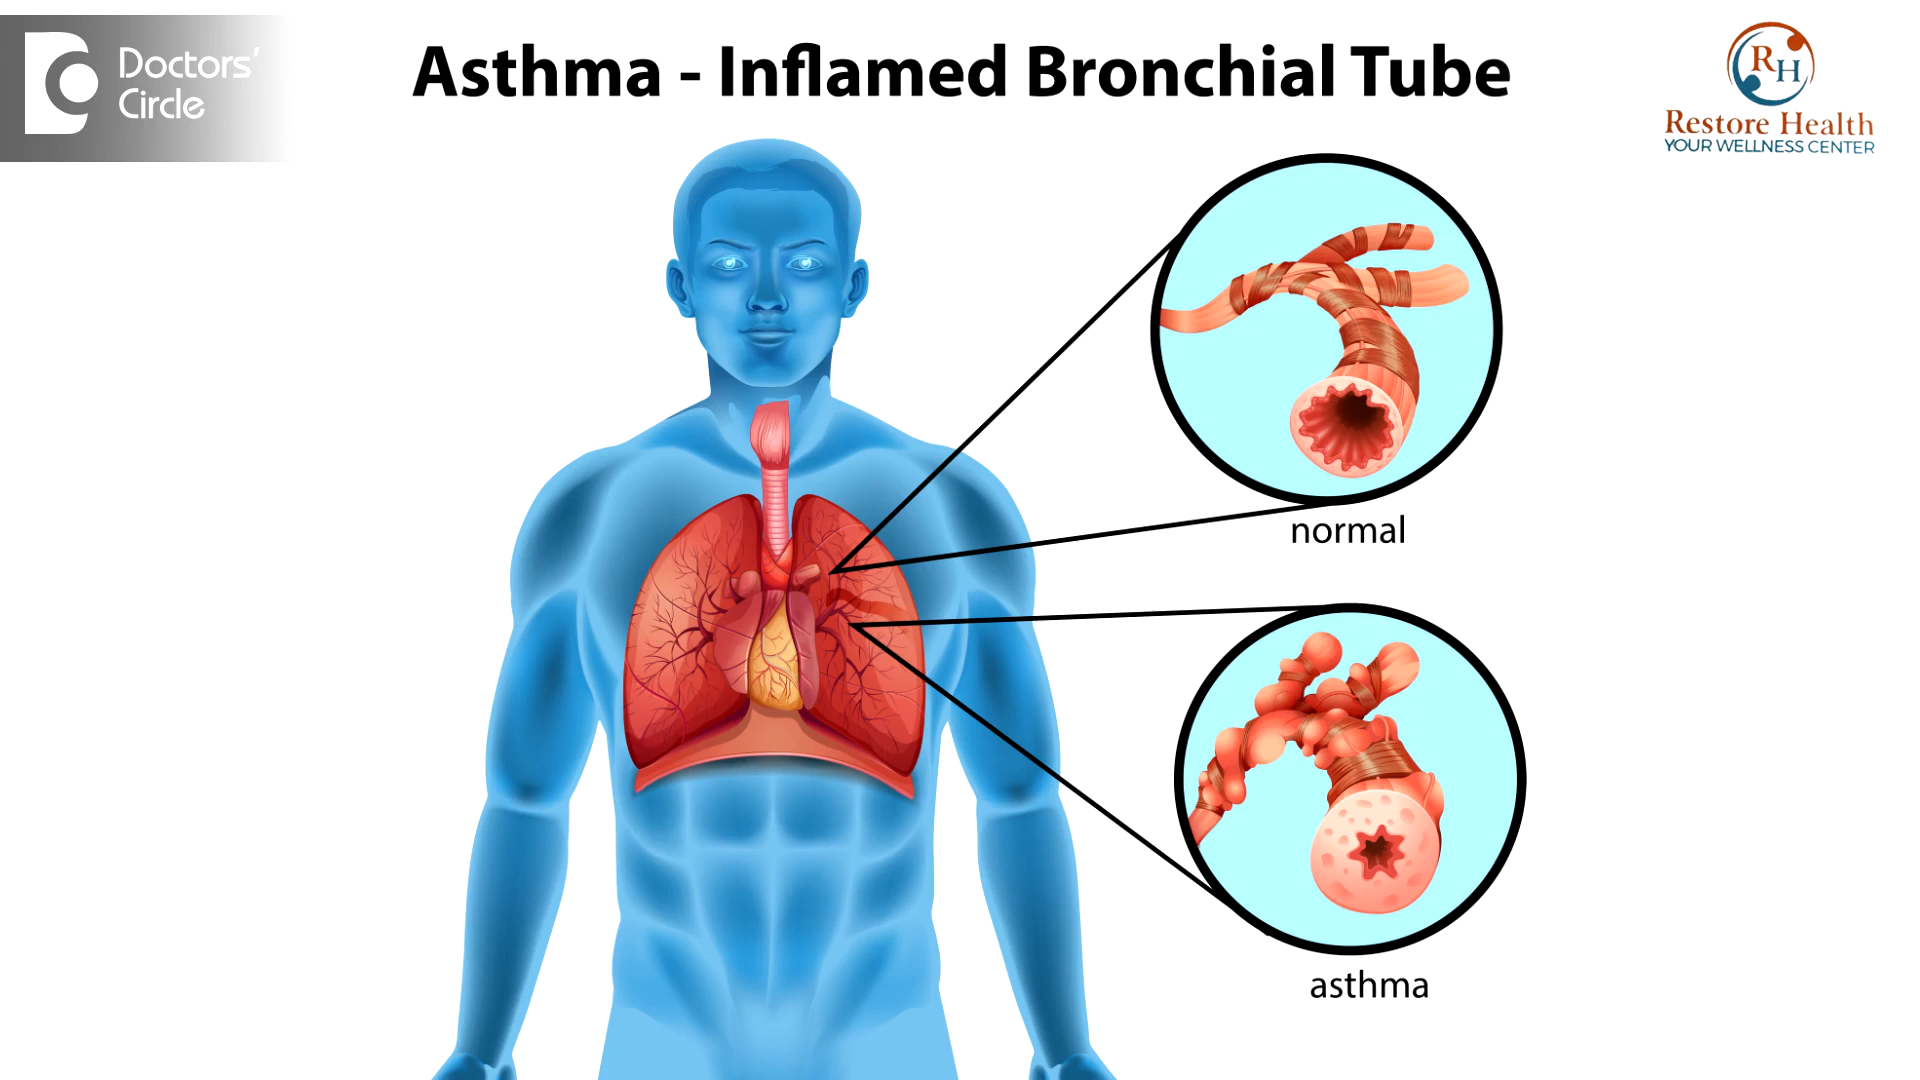 Doctors'
Circle
Asthma - Inflamed Bronchial Tube
RH
Restore Health
YOUR WELLNESS CENTER
normal
asthma